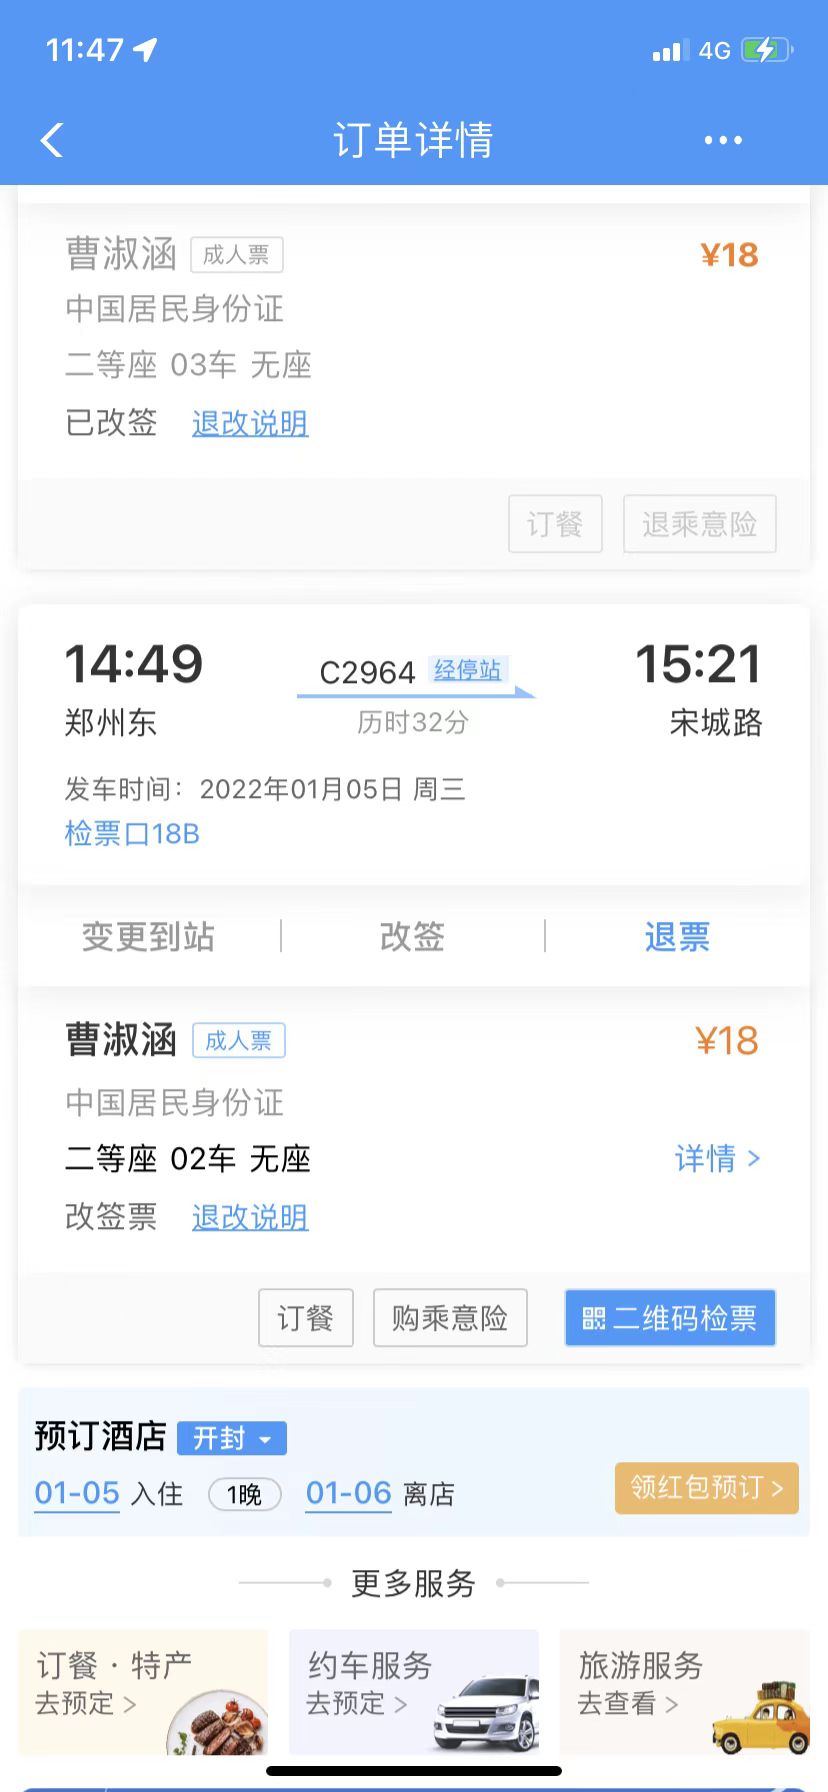 11:47 4G
订单详情
曹淑涵 成人票 ¥18
中国居民身份证
二等座 03车 无座
已改签 退改说明
订餐 退乘意险
14:49 C2964 经停站 15:21
郑州东 历时32分 宋城路
发车时间：2022年01月05日 周三
检票口18B
变更到站 改签 退票
曹淑涵 成人票 ¥18
中国居民身份证
二等座 02车 无座 详情 >
改签票 退改说明
订餐 购乘意险 二维码检票
预订酒店 开封
01-05 入住 1晚 01-06 离店 领红包预订 >
更多服务
订餐·特产 约车服务 旅游服务
去预定 > 去预定 > 去查看 >